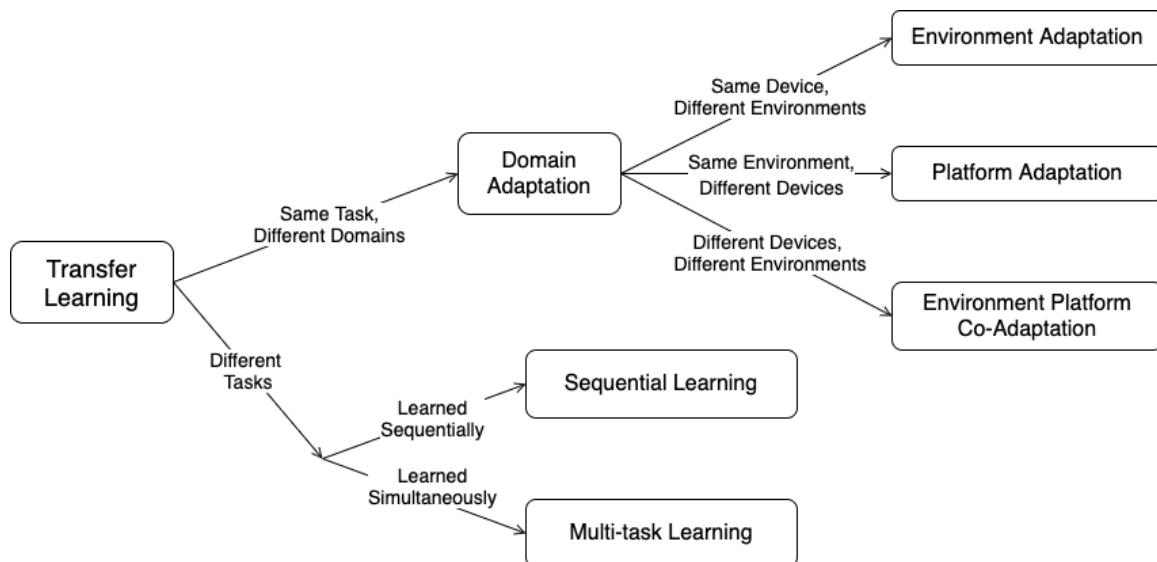 Environment Adaptation
Same Device,
Different Environments
Domain
Adaptation
Same Environment,
Different Devices
Platform Adaptation
Same Task,
Different Domains
Different Devices,
Different Environments
Transfer
Learning
Environment Platform
Co-Adaptation
Different
Tasks
Sequential Learning
Learned
Sequentially
Learned
Simultaneously
Multi-task Learning